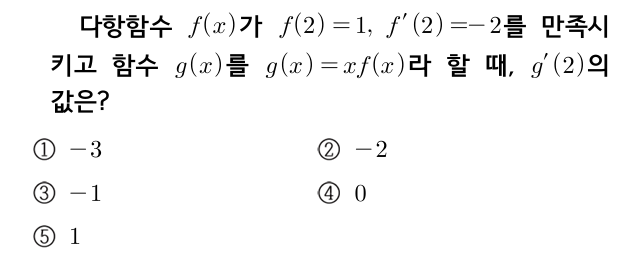 다항함수 f(x)가 f(2)=1, f′(2)=−2를 만족시
키고 함수 g(x)를 g(x)=xf(x)라 할 때, g′(2)의
값은?
① −3 ② −2
③ −1 ④ 0
⑤ 1